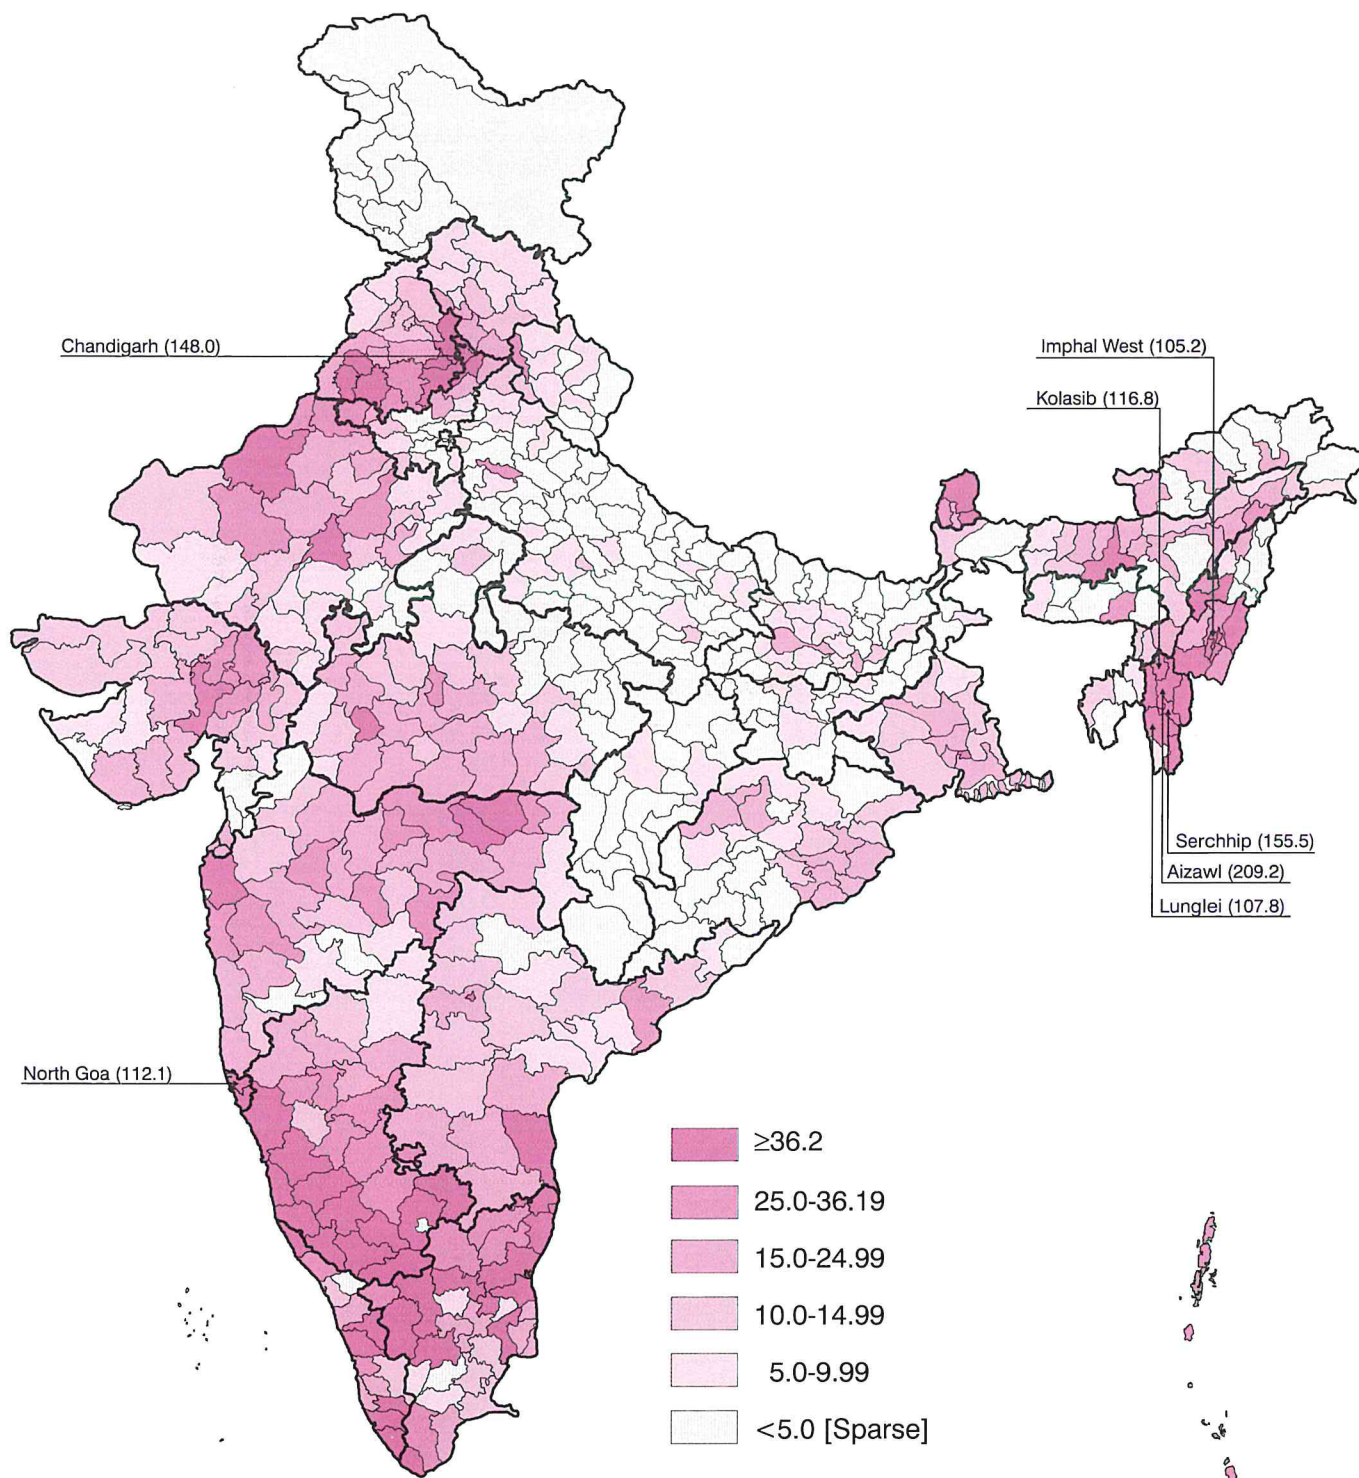 Chandigarh (148.0)
Imphal West (105.2)
Kolasib (116.8)
Serchhip (155.5)
Aizawl (209.2)
Lunglei (107.8)
North Goa (112.1)
≥36.2
25.0-36.19
15.0-24.99
10.0-14.99
5.0-9.99
<5.0 [Sparse]